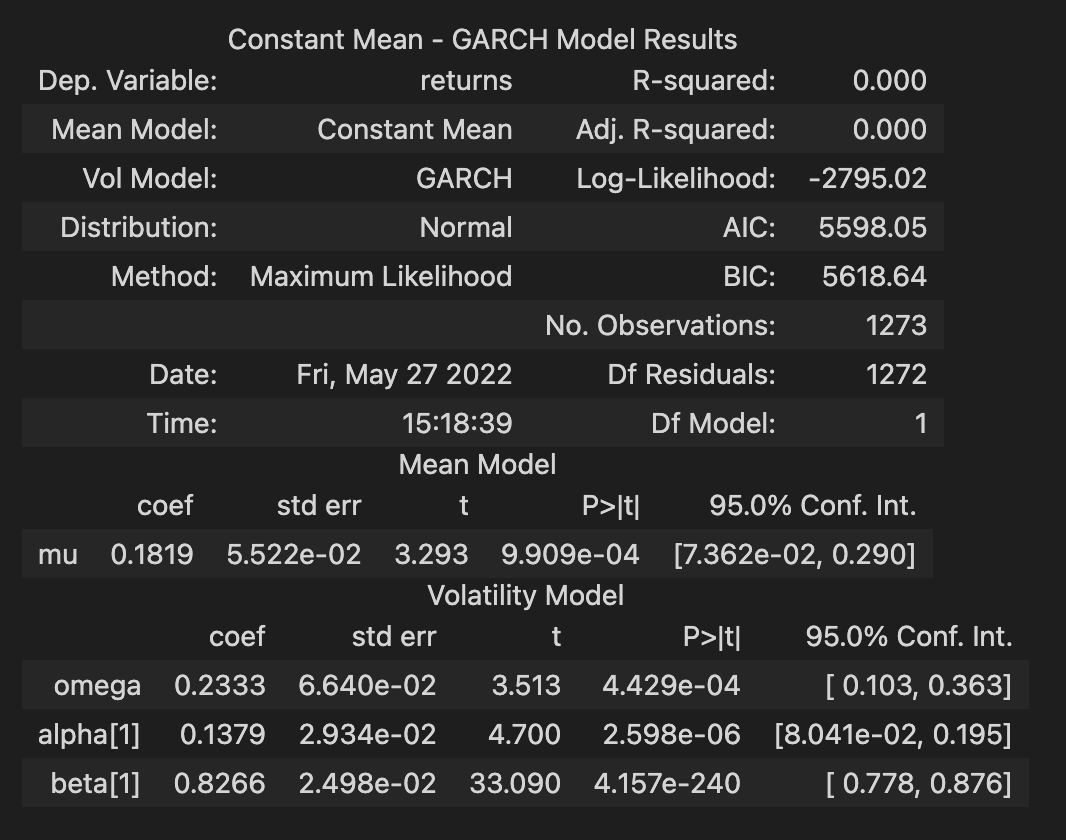 Constant Mean - GARCH Model Results
Dep. Variable: returns R-squared: 0.000
Mean Model: Constant Mean Adj. R-squared: 0.000
Vol Model: GARCH Log-Likelihood: -2795.02
Distribution: Normal AIC: 5598.05
Method: Maximum Likelihood BIC: 5618.64
No. Observations: 1273
Date: Fri, May 27 2022 Df Residuals: 1272
Time: 15:18:39 Df Model: 1
Mean Model
coef std err t P>|t| 95.0% Conf. Int.
mu 0.1819 5.522e-02 3.293 9.909e-04 [7.362e-02, 0.290]
Volatility Model
coef std err t P>|t| 95.0% Conf. Int.
omega 0.2333 6.640e-02 3.513 4.429e-04 [ 0.103, 0.363]
alpha[1] 0.1379 2.934e-02 4.700 2.598e-06 [8.041e-02, 0.195]
beta[1] 0.8266 2.498e-02 33.090 4.157e-240 [ 0.778, 0.876]